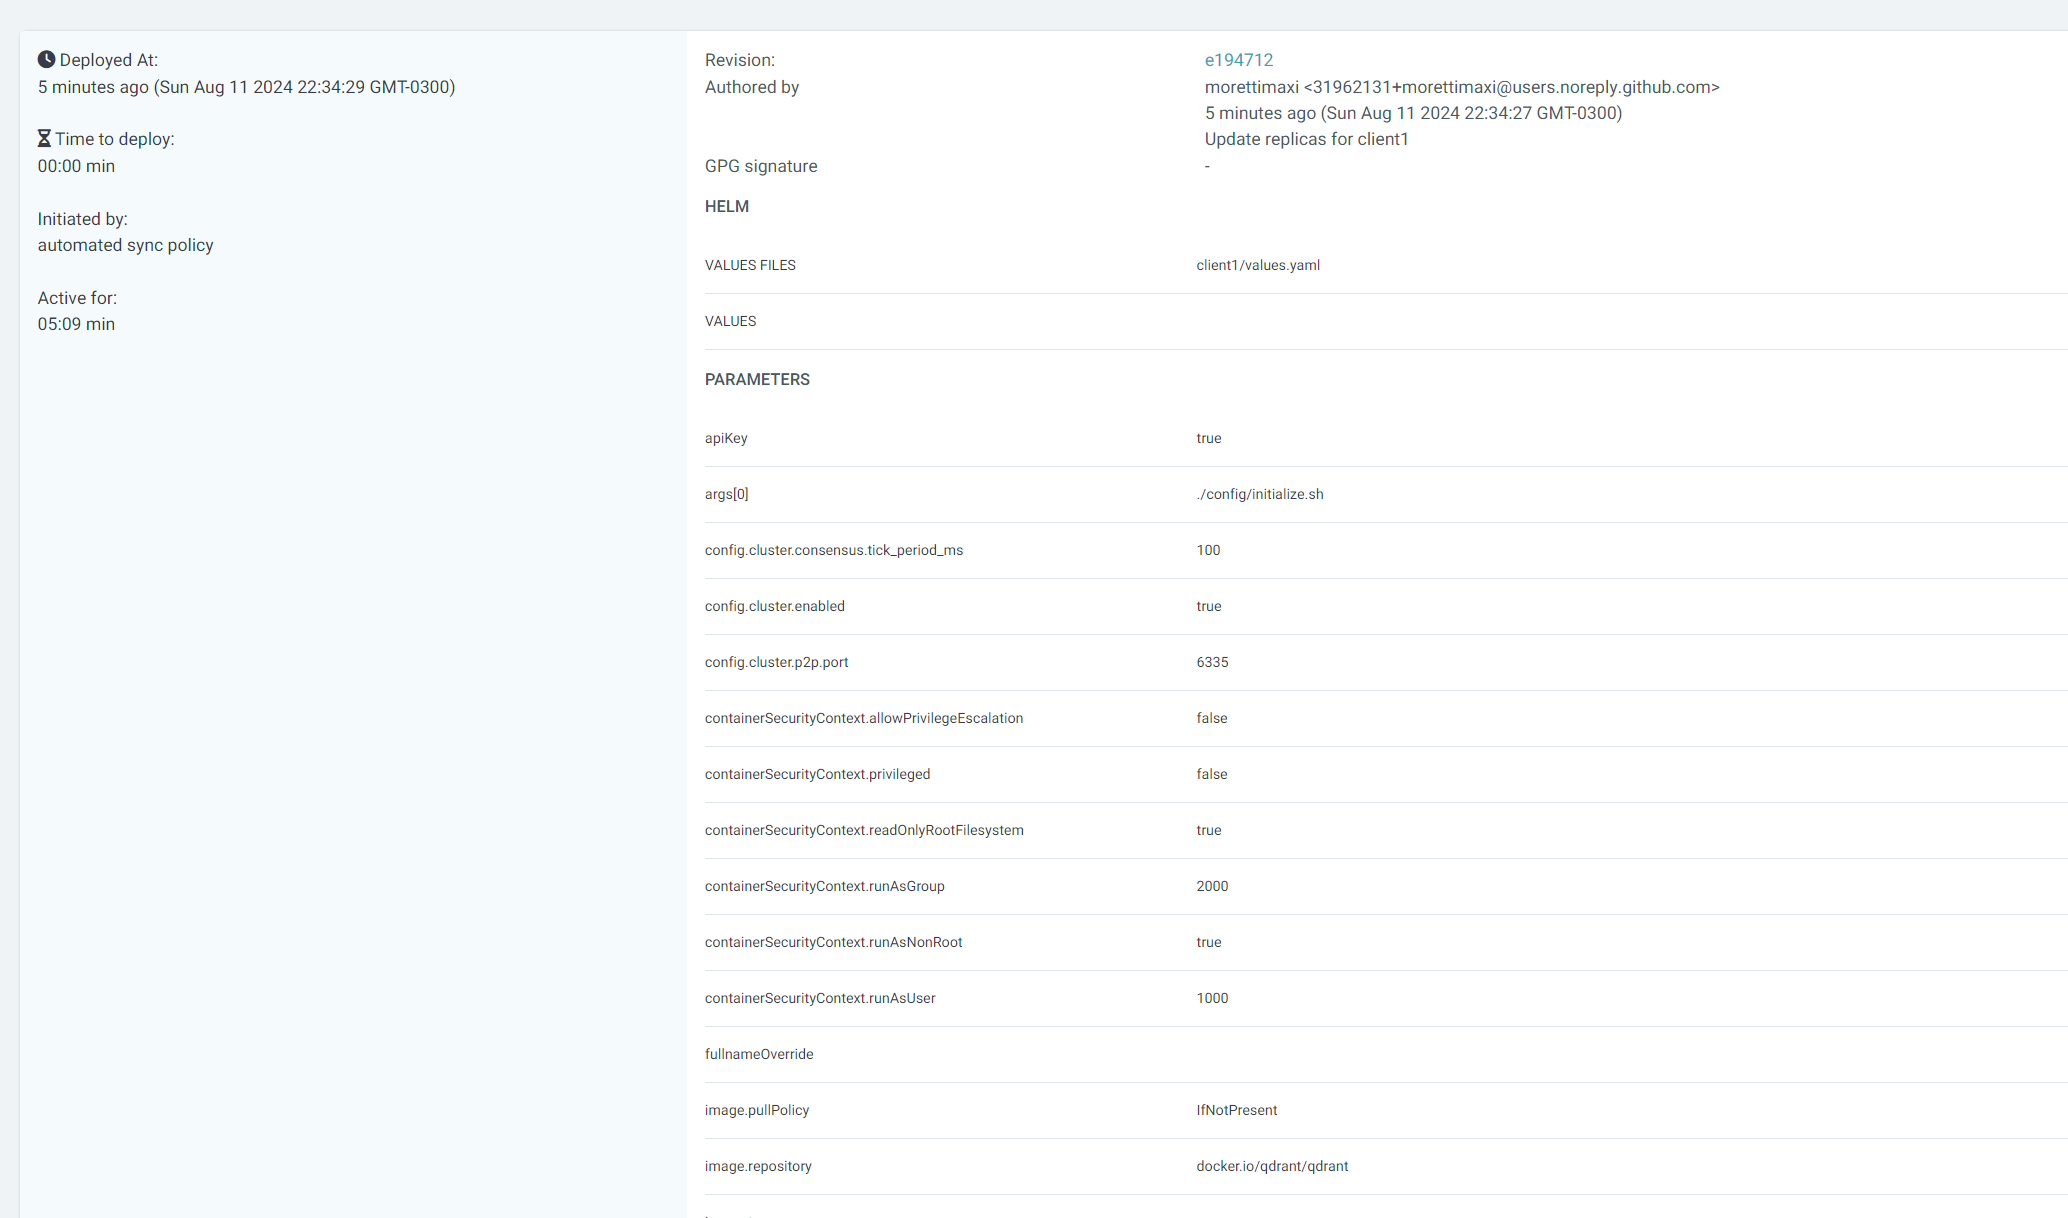 Deployed At:
5 minutes ago (Sun Aug 11 2024 22:34:29 GMT-0300)
Time to deploy:
00:00 min
Initiated by:
automated sync policy
Active for:
05:09 min
Revision: e194712
Authored by morettimaxi <31962131+morettimaxi@users.noreply.github.com>
5 minutes ago (Sun Aug 11 2024 22:34:27 GMT-0300)
Update replicas for client1
GPG signature -
HELM
VALUES FILES client1/values.yaml
VALUES
PARAMETERS
apiKey true
args[0] ./config/initialize.sh
config.cluster.consensus.tick_period_ms 100
config.cluster.enabled true
config.cluster.p2p.port 6335
containerSecurityContext.allowPrivilegeEscalation false
containerSecurityContext.privileged false
containerSecurityContext.readOnlyRootFilesystem true
containerSecurityContext.runAsGroup 2000
containerSecurityContext.runAsNonRoot true
containerSecurityContext.runAsUser 1000
fullnameOverride
image.pullPolicy IfNotPresent
image.repository docker.io/qdrant/qdrant